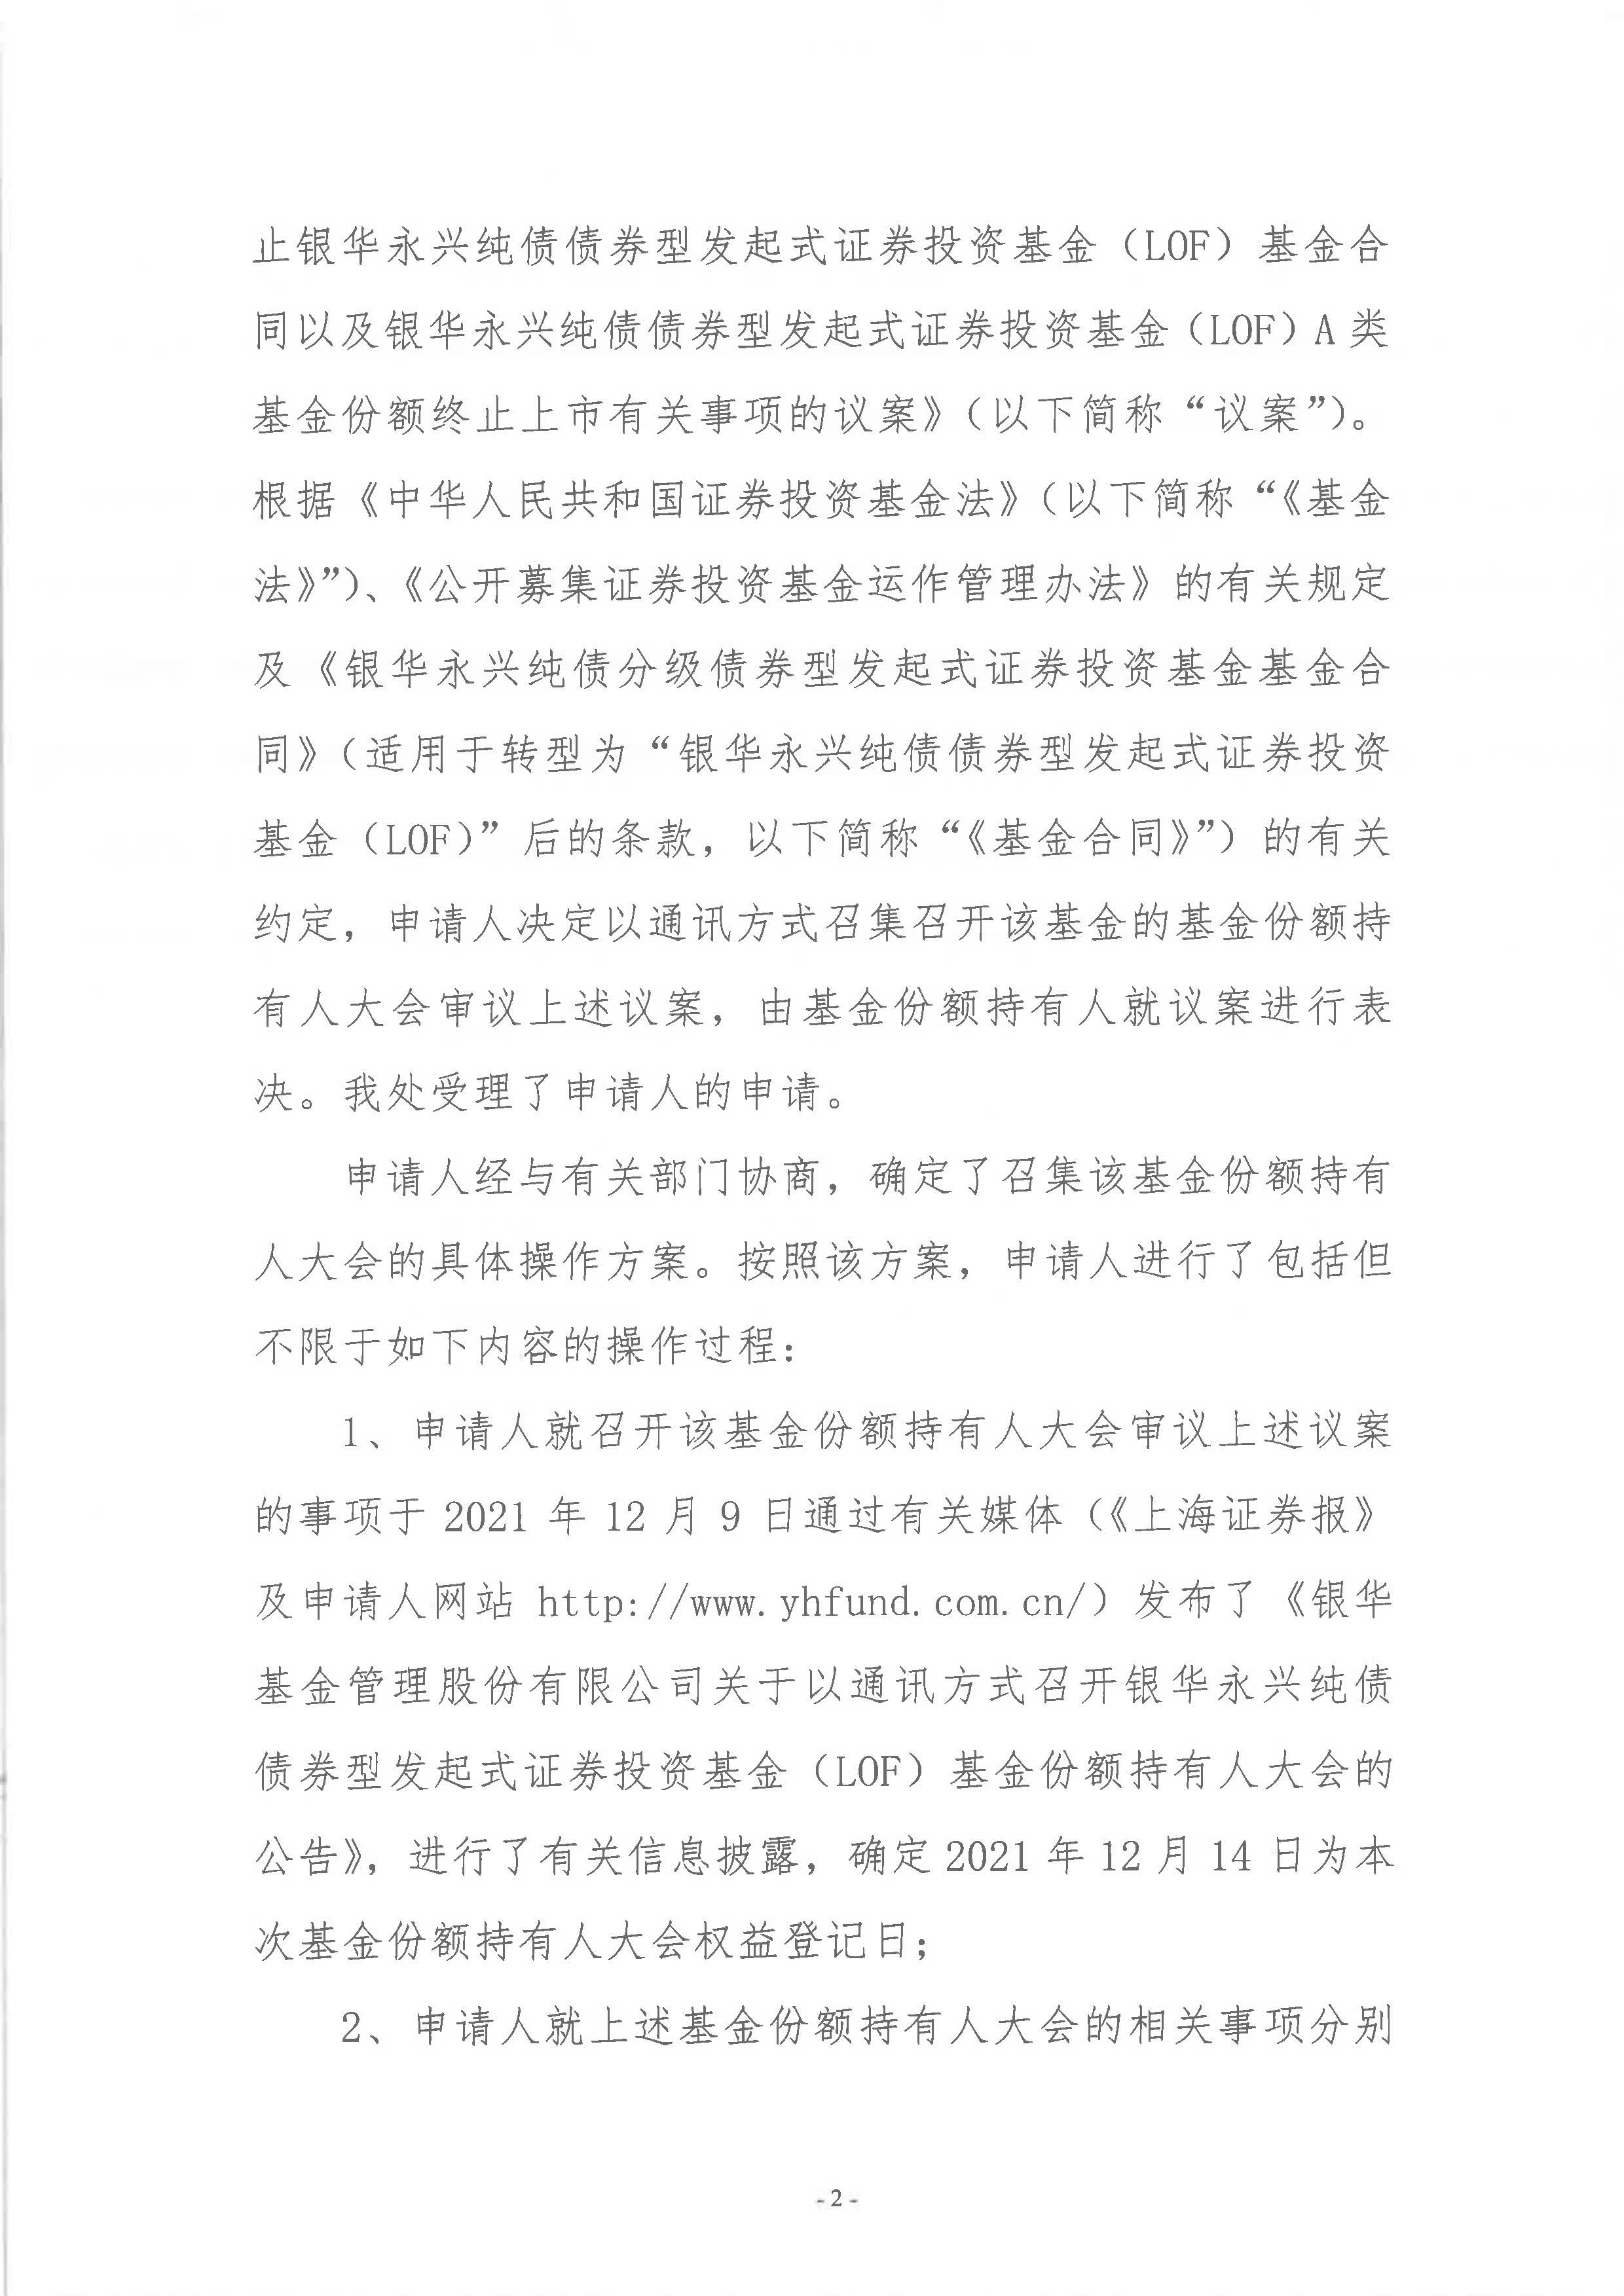 止银华永兴纯债债券型发起式证券投资基金（LOF）基金合
同以及银华永兴纯债债券型发起式证券投资基金（LOF）A 类
基金份额终止上市有关事项的议案》（以下简称“议案”）。
根据《中华人民共和国证券投资基金法》（以下简称“《基金
法》”）、《公开募集证券投资基金运作管理办法》的有关规定
及《银华永兴纯债分级债券型发起式证券投资基金基金合
同》（适用于转型为“银华永兴纯债债券型发起式证券投资
基金（LOF）”后的条款，以下简称“《基金合同》”）的有关
约定，申请人决定以通讯方式召集召开该基金的基金份额持
有人大会审议上述议案，由基金份额持有人就议案进行表
决。我处受理了申请人的申请。
申请人经与有关部门协商，确定了召集该基金份额持有
人大会的具体操作方案。按照该方案，申请人进行了包括但
不限于如下内容的操作过程：
1、申请人就召开该基金份额持有人大会审议上述议案
的事项于 2021 年 12 月 9 日通过有关媒体（《上海证券报》
及申请人网站 http://www.yhfund.com.cn/）发布了《银华
基金管理股份有限公司关于以通讯方式召开银华永兴纯债
债券型发起式证券投资基金（LOF）基金份额持有人大会的
公告》，进行了有关信息披露，确定 2021 年 12 月 14 日为本
次基金份额持有人大会权益登记日；
2、申请人就上述基金份额持有人大会的相关事项分别
- 2 -